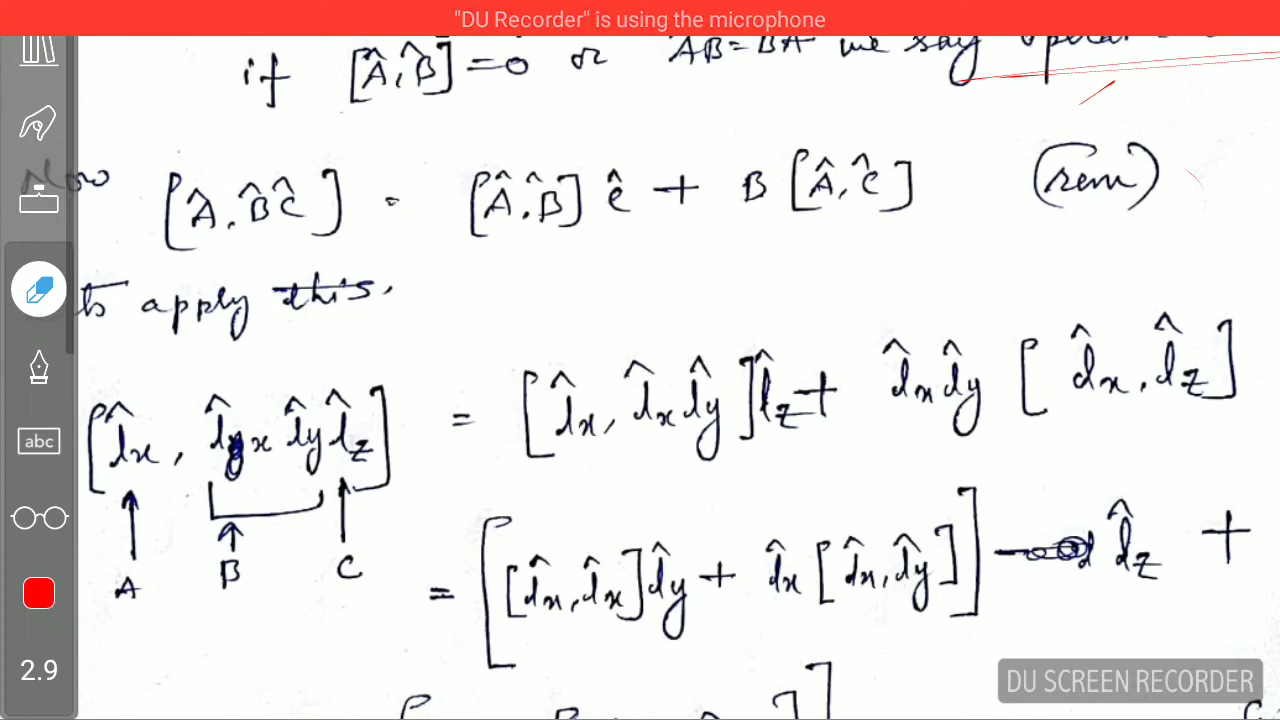 "DU Recorder" is using the microphone
if [Â, B̂] = 0 or AB = BA we say
Now [Â, B̂Ĉ] = [Â, B̂] Ĉ + B [Â, Ĉ] (rem)
to apply this.
[l̂x, l̂x l̂y l̂z] = [l̂x, l̂x l̂y] l̂z + l̂x l̂y [l̂x, l̂z]
A B C
= [[l̂x, l̂x] l̂y + l̂x [l̂x, l̂y]] l̂z +
abc
2.9
DU SCREEN RECORDER